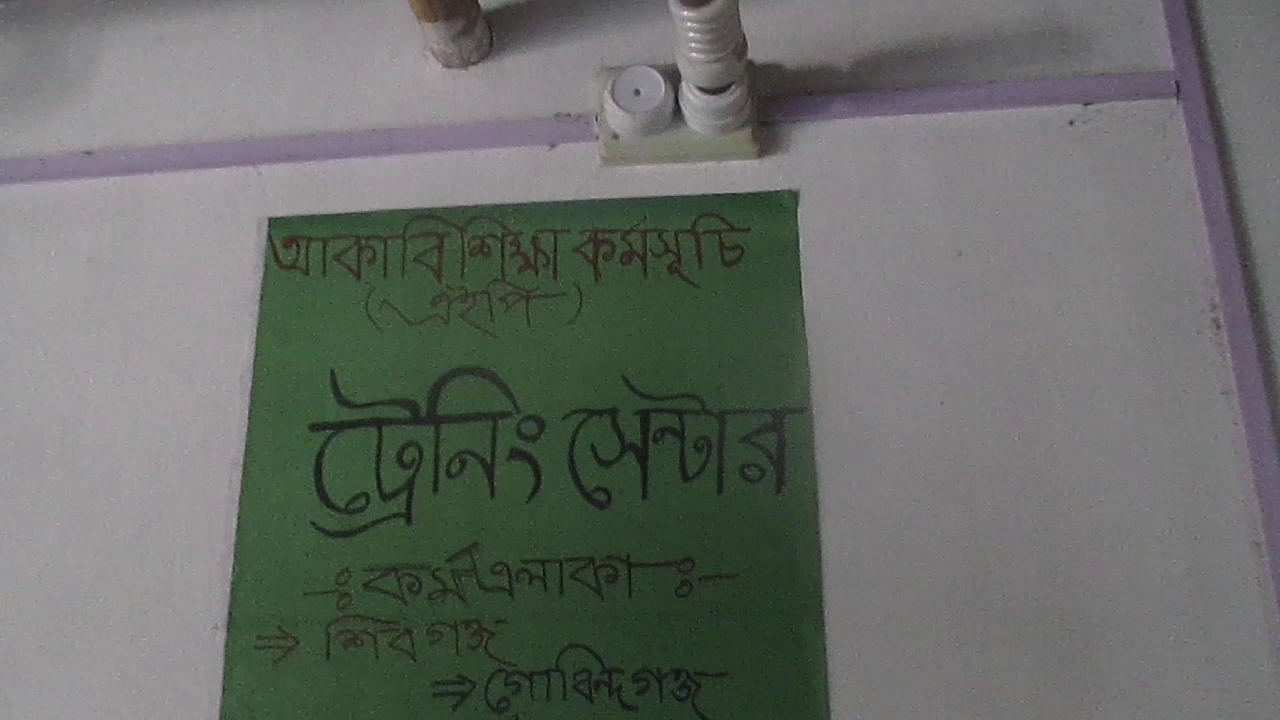 আকাবি শিক্ষা কর্মসূচি
(এইপি)
ট্রেনিং সেন্টার
-ঃ কর্ম এলাকা ঃ-
⇒ শিবগঞ্জ
⇒ গোবিন্দগঞ্জ